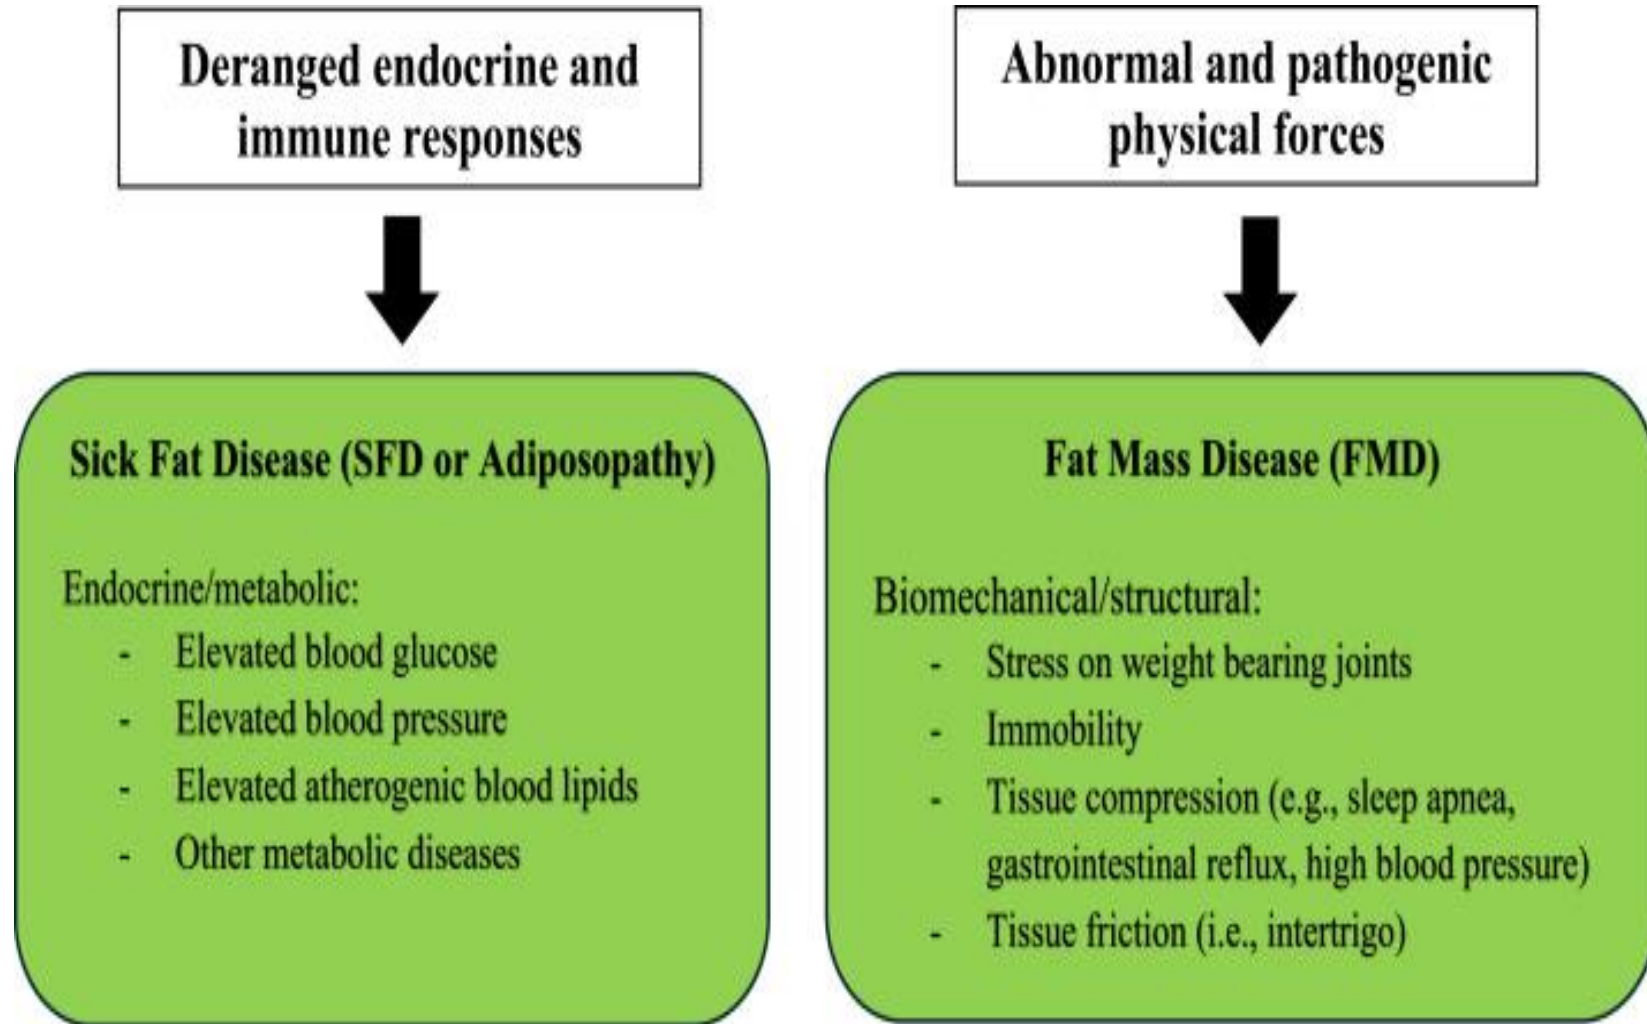 Deranged endocrine and
immune responses
Sick Fat Disease (SFD or Adiposopathy)
Endocrine/metabolic:
- Elevated blood glucose
- Elevated blood pressure
- Elevated atherogenic blood lipids
- Other metabolic diseases
Abnormal and pathogenic
physical forces
Fat Mass Disease (FMD)
Biomechanical/structural:
- Stress on weight bearing joints
- Immobility
- Tissue compression (e.g., sleep apnea,
gastrointestinal reflux, high blood pressure)
- Tissue friction (i.e., intertrigo)